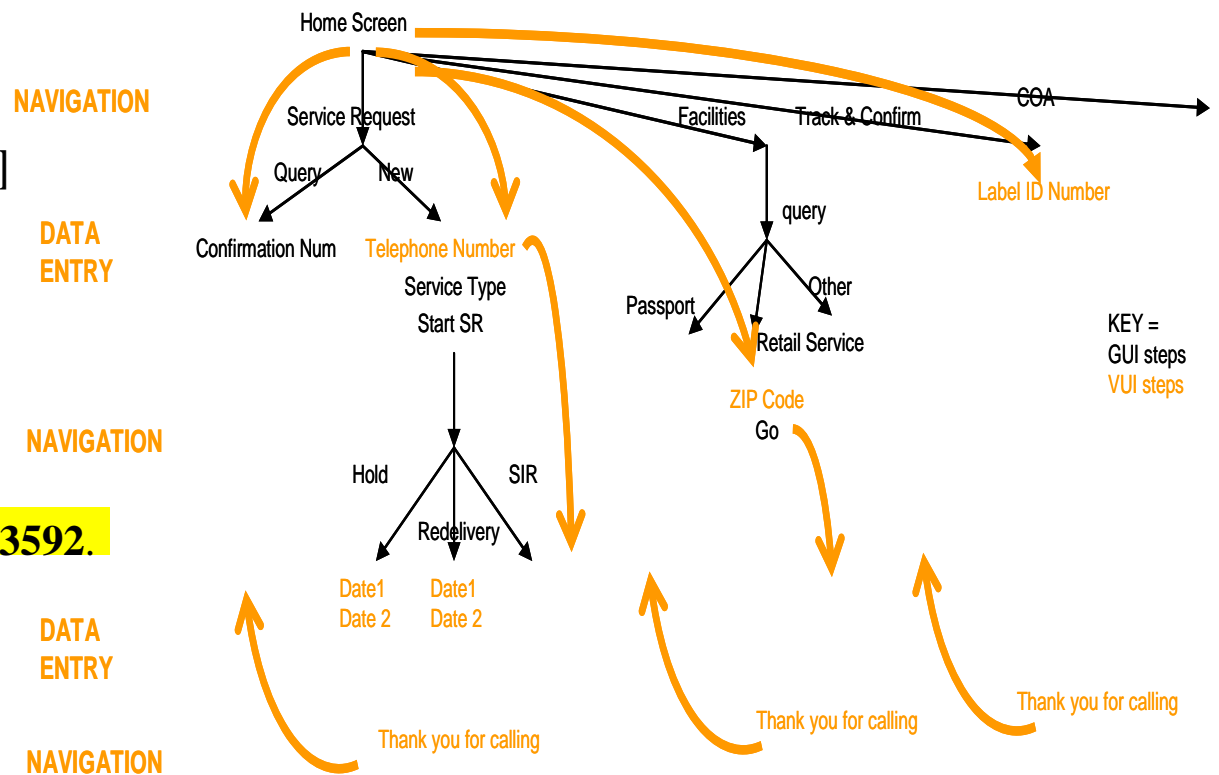 Home Screen
NAVIGATION
COA
Service Request
Facilities
Track & Confirm
]
Query
New
Label ID Number
query
DATA
ENTRY
Confirmation Num
Telephone Number
Service Type
Start SR
Passport
Other
Retail Service
KEY =
GUI steps
VUI steps
ZIP Code
Go
NAVIGATION
Hold
SIR
Redelivery
3592.
Date1
Date 2
Date1
Date 2
DATA
ENTRY
Thank you for calling
Thank you for calling
Thank you for calling
NAVIGATION